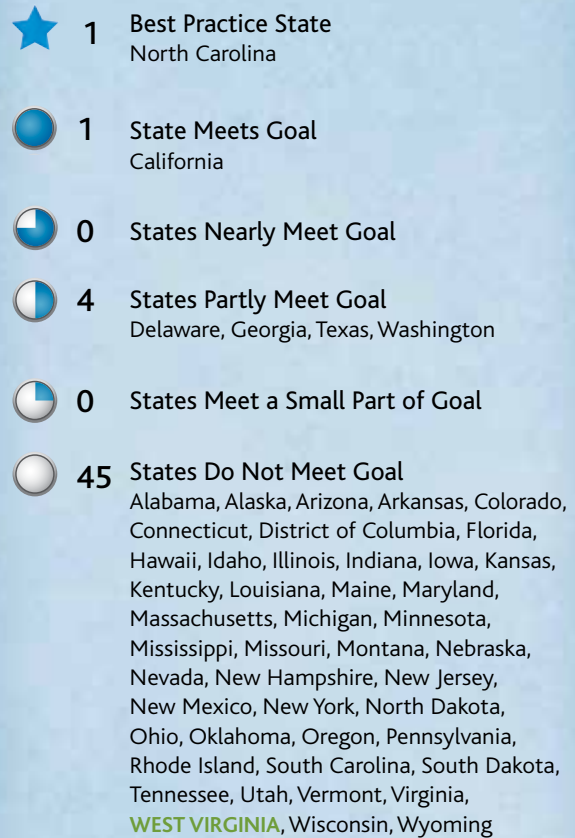 1 Best Practice State
North Carolina
1 State Meets Goal
California
0 States Nearly Meet Goal
4 States Partly Meet Goal
Delaware, Georgia, Texas, Washington
0 States Meet a Small Part of Goal
45 States Do Not Meet Goal
Alabama, Alaska, Arizona, Arkansas, Colorado,
Connecticut, District of Columbia, Florida,
Hawaii, Idaho, Illinois, Indiana, Iowa, Kansas,
Kentucky, Louisiana, Maine, Maryland,
Massachusetts, Michigan, Minnesota,
Mississippi, Missouri, Montana, Nebraska,
Nevada, New Hampshire, New Jersey,
New Mexico, New York, North Dakota,
Ohio, Oklahoma, Oregon, Pennsylvania,
Rhode Island, South Carolina, South Dakota,
Tennessee, Utah, Vermont, Virginia,
WEST VIRGINIA, Wisconsin, Wyoming